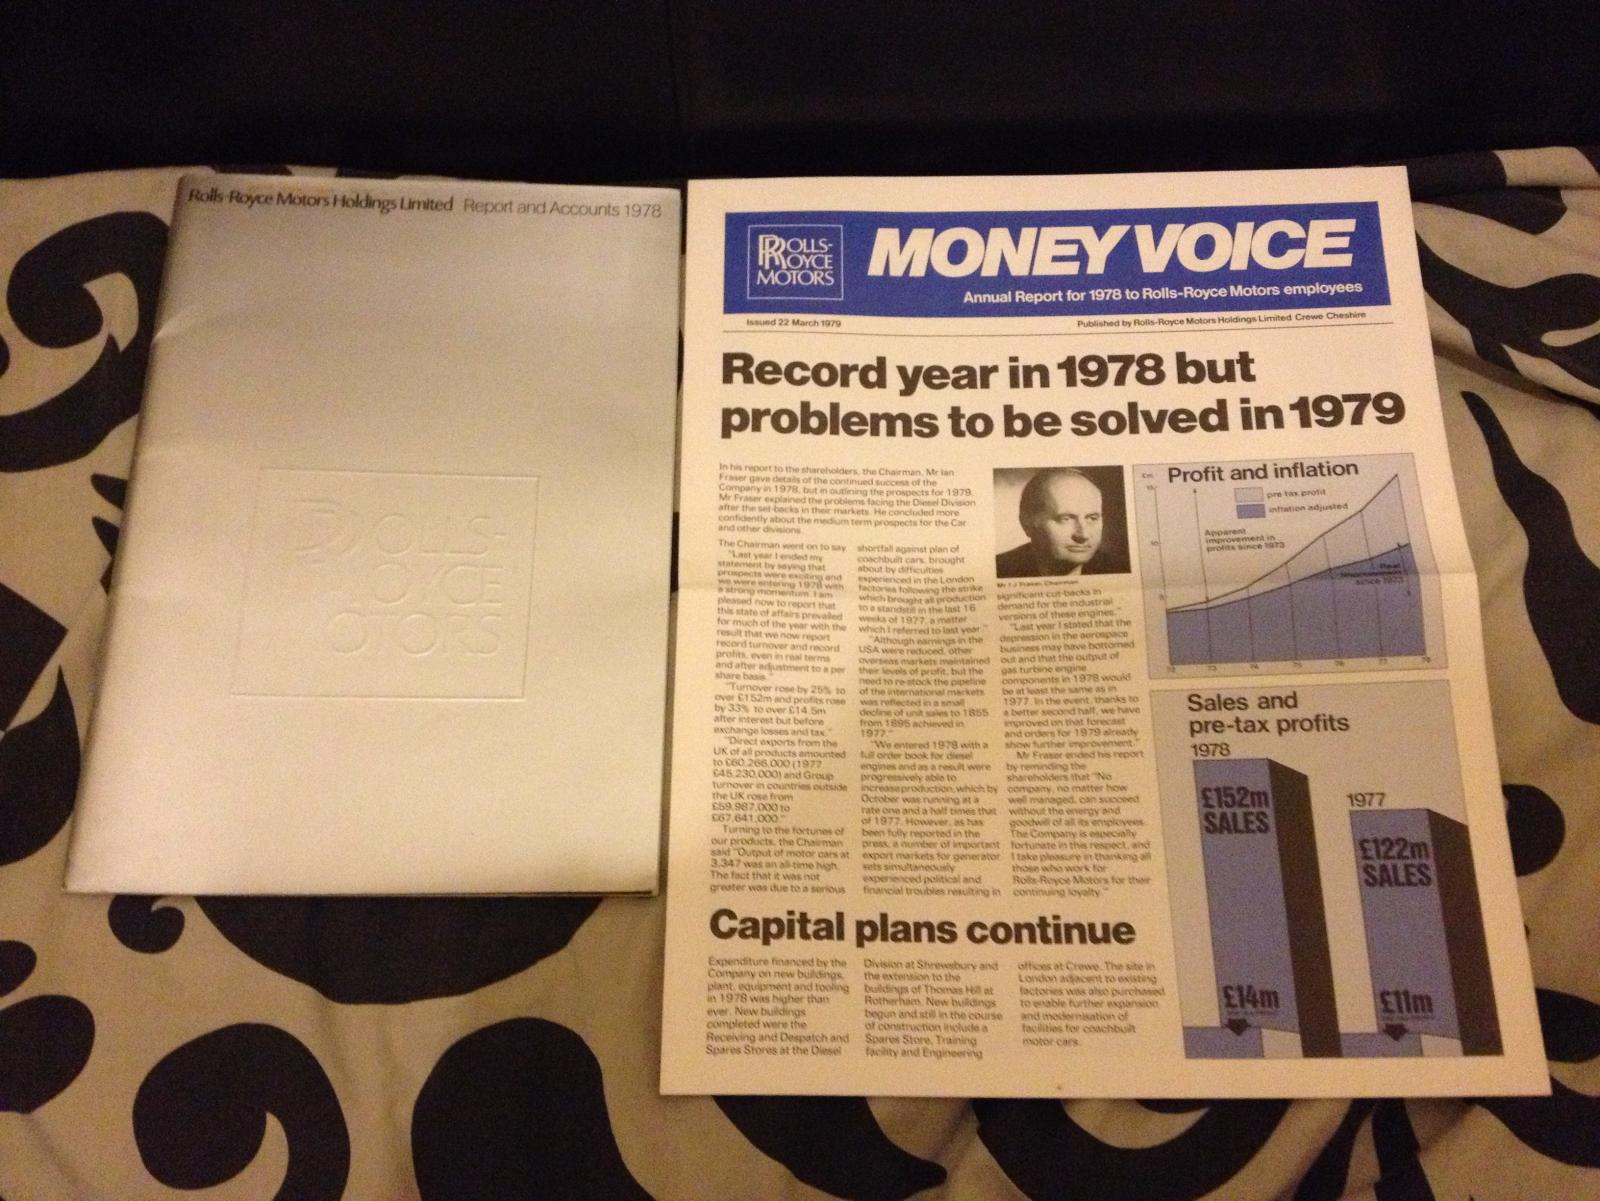 Rolls-Royce Motors Holdings Limited Report and Accounts 1978
ROLLS-
ROYCE
MOTORS
ROLLS-
ROYCE
MOTORS
MONEY VOICE
Annual Report for 1978 to Rolls-Royce Motors employees
Issued 22 March 1979
Published by Rolls-Royce Motors Holdings Limited Crewe Cheshire
Record year in 1978 but
problems to be solved in 1979
In his report to the shareholders, the Chairman, Mr Ian
Fraser gave details of the continued success of the
Company in 1978, but in outlining the prospects for 1979,
Mr Fraser explained the problems facing the Diesel Division
after the set-backs in their markets. He concluded more
confidently about the medium term prospects for the Car
and other divisions.
The Chairman went on to say
"Last year I ended my
statement by saying that
prospects were exciting and
we were entering 1978 with
a strong momentum. I am
pleased now to report that
this state of affairs prevailed
for much of the year with the
result that we now report
record turnover and record
profits, even in real terms
and after adjustment to a per
share basis."
"Turnover rose by 25% to
over £152m and profits rose
by 33% to over £14.5m
after interest but before
exchange losses and tax."
"Direct exports from the
UK of all products amounted
to £60,266,000 (1977
£45,230,000) and Group
turnover in countries outside
the UK rose from
£59,987,000 to
£67,641,000."
Turning to the fortunes of
our products, the Chairman
said "Output of motor cars at
3,347 was an all-time high.
The fact that it was not
greater was due to a serious
shortfall against plan of
coachbuilt cars, brought
about by difficulties
experienced in the London
factories following the strike
which brought all production
to a standstill in the last 16
weeks of 1977, a matter
which I referred to last year."
"Although earnings in the
USA were reduced, other
overseas markets maintained
their levels of profit, but the
need to re-stock the pipeline
of the international markets
was reflected in a small
decline of unit sales to 1855
from 1895 achieved in
1977."
"We entered 1978 with a
full order book for diesel
engines and as a result were
progressively able to
increase production, which by
October was running at a
rate one and a half times that
of 1977. However, as has
been fully reported in the
press, a number of important
export markets for generator
sets simultaneously
experienced political and
financial troubles resulting in
Mr I J Fraser, Chairman
significant cut-backs in
demand for the industrial
versions of these engines."
"Last year I stated that the
depression in the aerospace
business may have bottomed
out and that the output of
gas turbine engine
components in 1978 would
be at least the same as in
1977. In the event, thanks to
a better second half, we have
improved on that forecast
and orders for 1979 already
show further improvement."
Mr Fraser ended his report
by reminding the
shareholders that "No
company, no matter how
well managed, can succeed
without the energy and
goodwill of all its employees.
The Company is especially
fortunate in this respect, and
I take pleasure in thanking all
those who work for
Rolls-Royce Motors for their
continuing loyalty."
£m
Profit and inflation
15
pre tax profit
inflation adjusted
Apparent
improvement in
profits since 1973
10
Real
improvement
since 1973
5
72 73 74 75 76 77 78
Sales and
pre-tax profits
1978
£152m
SALES
£14m
1977
£122m
SALES
£11m
Capital plans continue
Expenditure financed by the
Company on new buildings,
plant, equipment and tooling
in 1978 was higher than
ever. New buildings
completed were the
Receiving and Despatch and
Spares Stores at the Diesel
Division at Shrewsbury and
the extension to the
buildings of Thomas Hill at
Rotherham. New buildings
begun and still in the course
of construction include a
Spares Store, Training
facility and Engineering
offices at Crewe. The site in
London adjacent to existing
factories was also purchased
to enable further expansion
and modernisation of
facilities for coachbuilt
motor cars.